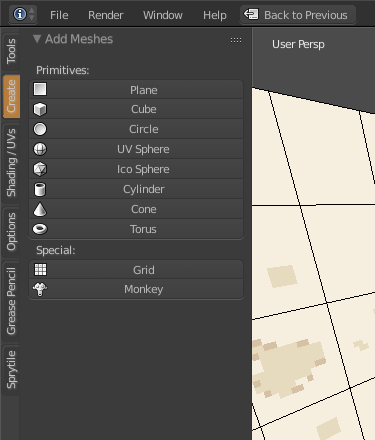 File Render Window Help Back to Previous
Add Meshes
User Persp
Primitives:
Plane
Cube
Circle
UV Sphere
Ico Sphere
Cylinder
Cone
Torus
Special:
Grid
Monkey
Tools
Create
Shading / UVs
Options
Grease Pencil
Sprytile